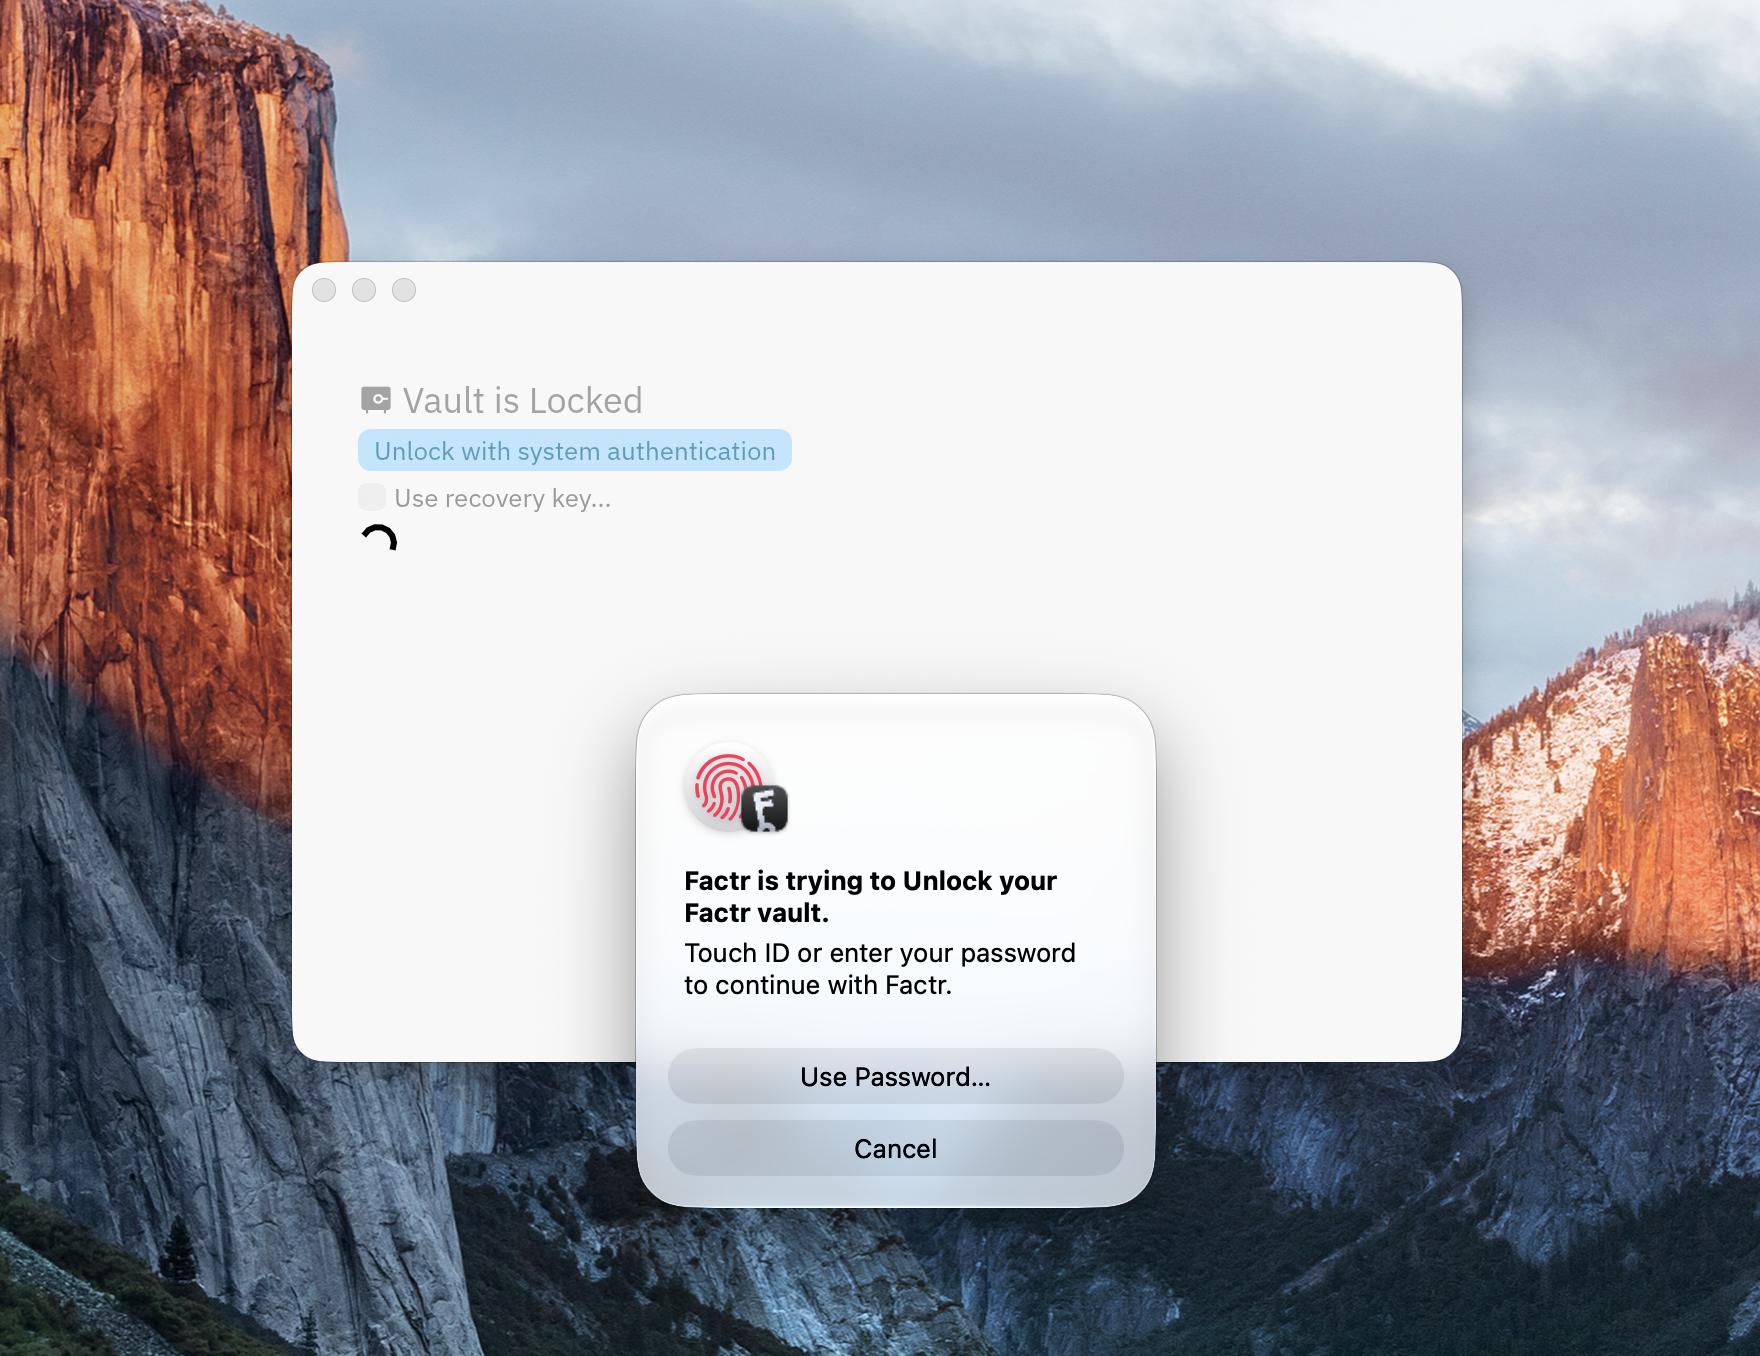 Vault is Locked
Unlock with system authentication
Use recovery key...
Factr is trying to Unlock your
Factr vault.
Touch ID or enter your password
to continue with Factr.
Use Password...
Cancel